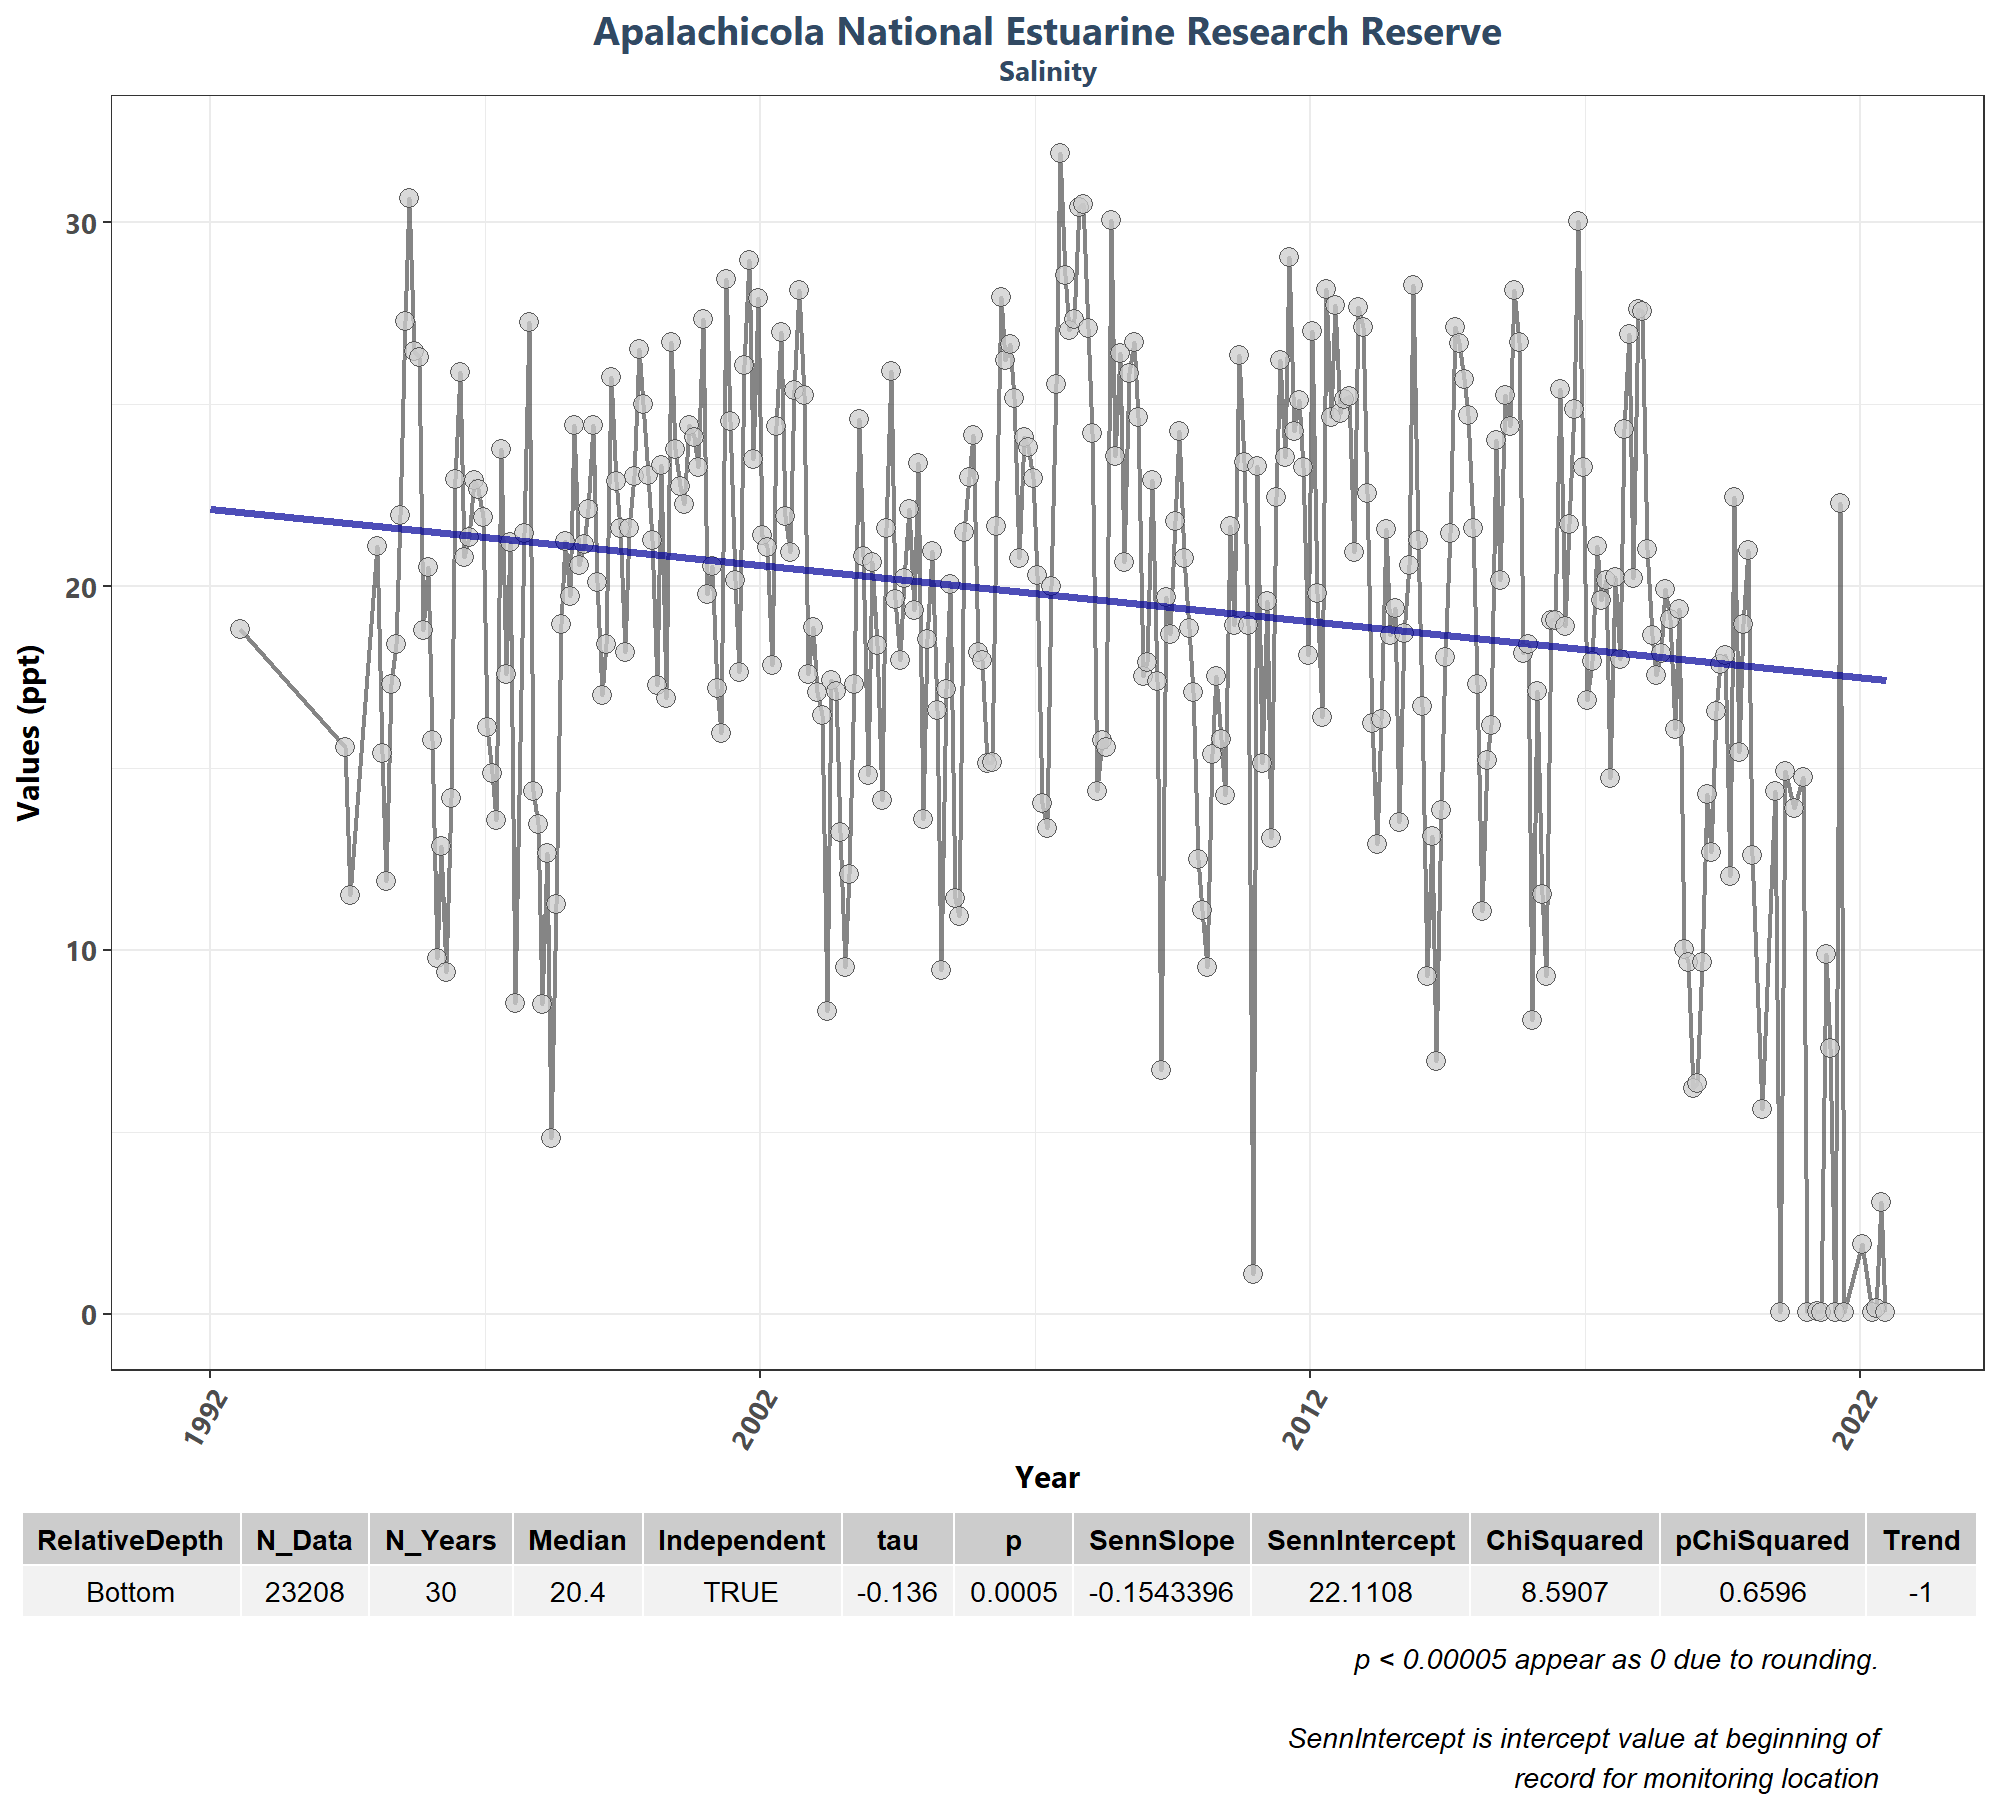 Apalachicola National Estuarine Research Reserve
Salinity
Values (ppt)
30
20
10
0
1992 2002 2012 2022
Year
RelativeDepth N_Data N_Years Median Independent tau p SennSlope SennIntercept ChiSquared pChiSquared Trend
Bottom 23208 30 20.4 TRUE -0.136 0.0005 -0.1543396 22.1108 8.5907 0.6596 -1
p < 0.00005 appear as 0 due to rounding.
SennIntercept is intercept value at beginning of
record for monitoring location